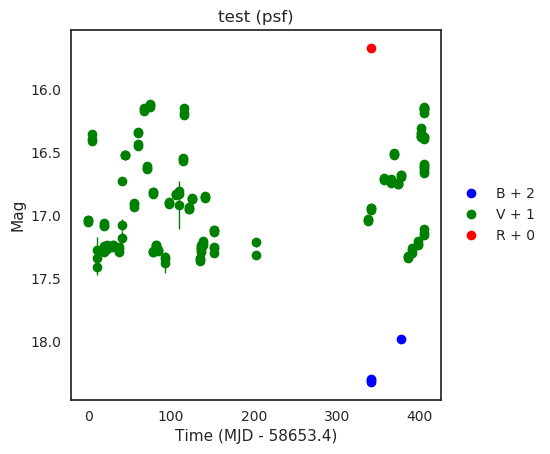 test (psf)
16.0
16.5
17.0
17.5
18.0
Mag
0
100
200
300
400
Time (MJD - 58653.4)
B + 2
V + 1
R + 0